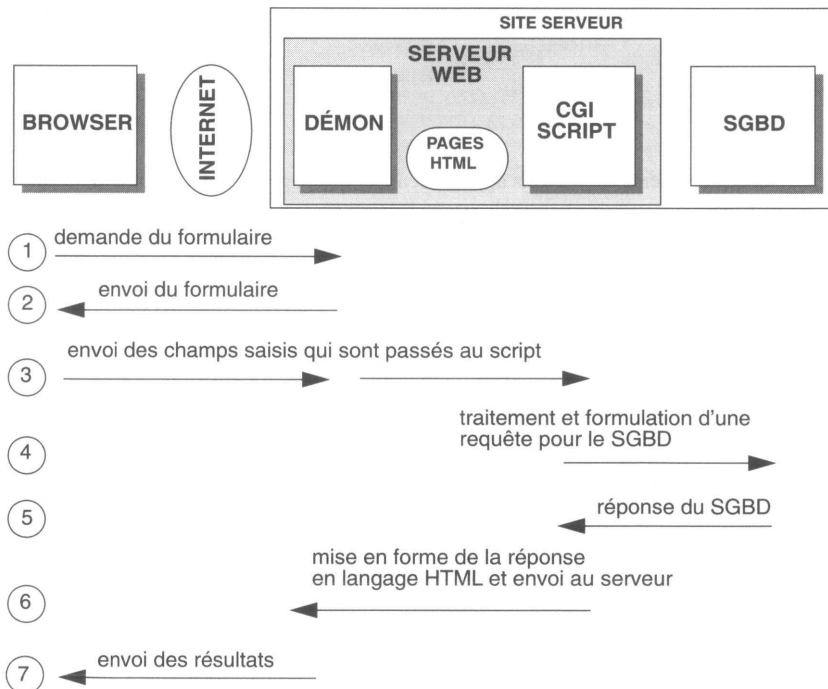 SITE SERVEUR
SERVEUR
WEB
BROWSER
INTERNET
DÉMON
PAGES
HTML
CGI
SCRIPT
SGBD
1 demande du formulaire
2 envoi du formulaire
3 envoi des champs saisis qui sont passés au script
4 traitement et formulation d'une
requête pour le SGBD
5 réponse du SGBD
6 mise en forme de la réponse
en langage HTML et envoi au serveur
7 envoi des résultats